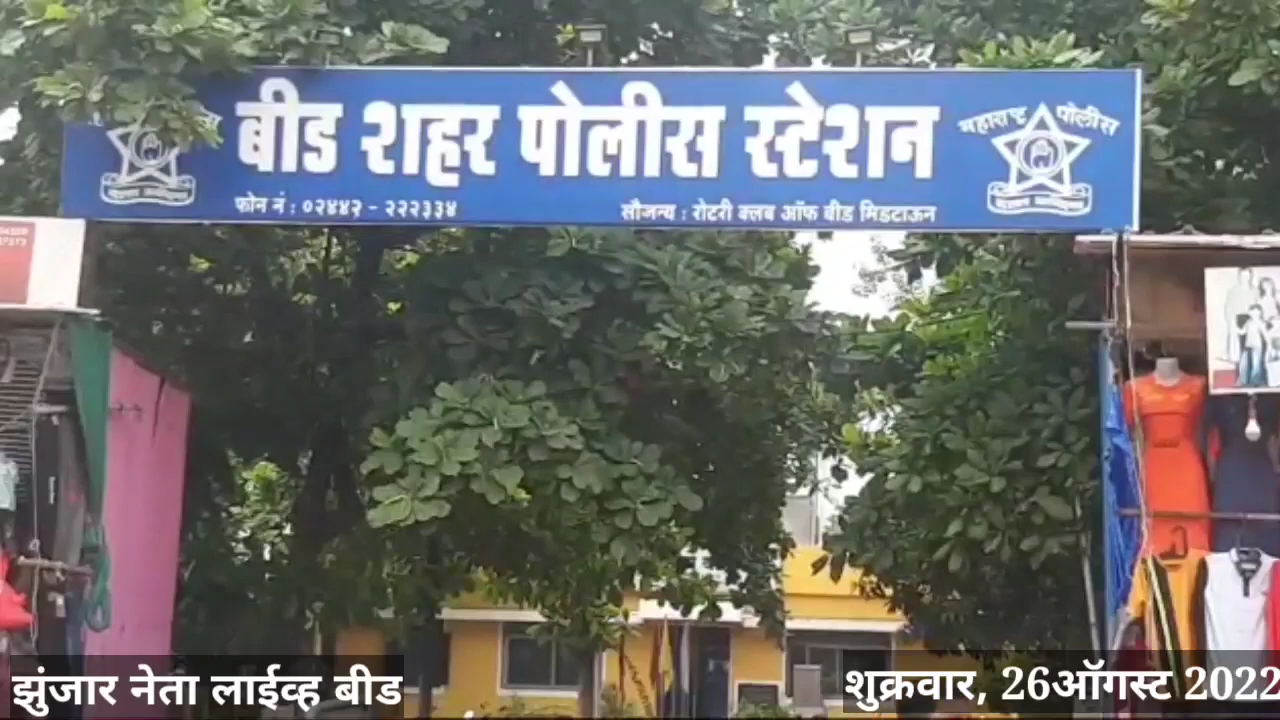 बीड शहर पोलीस स्टेशन
महाराष्ट्र पोलीस
फोन नं : ०२४४२ - २२२३३४
सौजन्य : रोटरी क्लब ऑफ बीड मिडटाऊन
झुंजार नेता लाईव्ह बीड
शुक्रवार, 26ऑगस्ट 2022